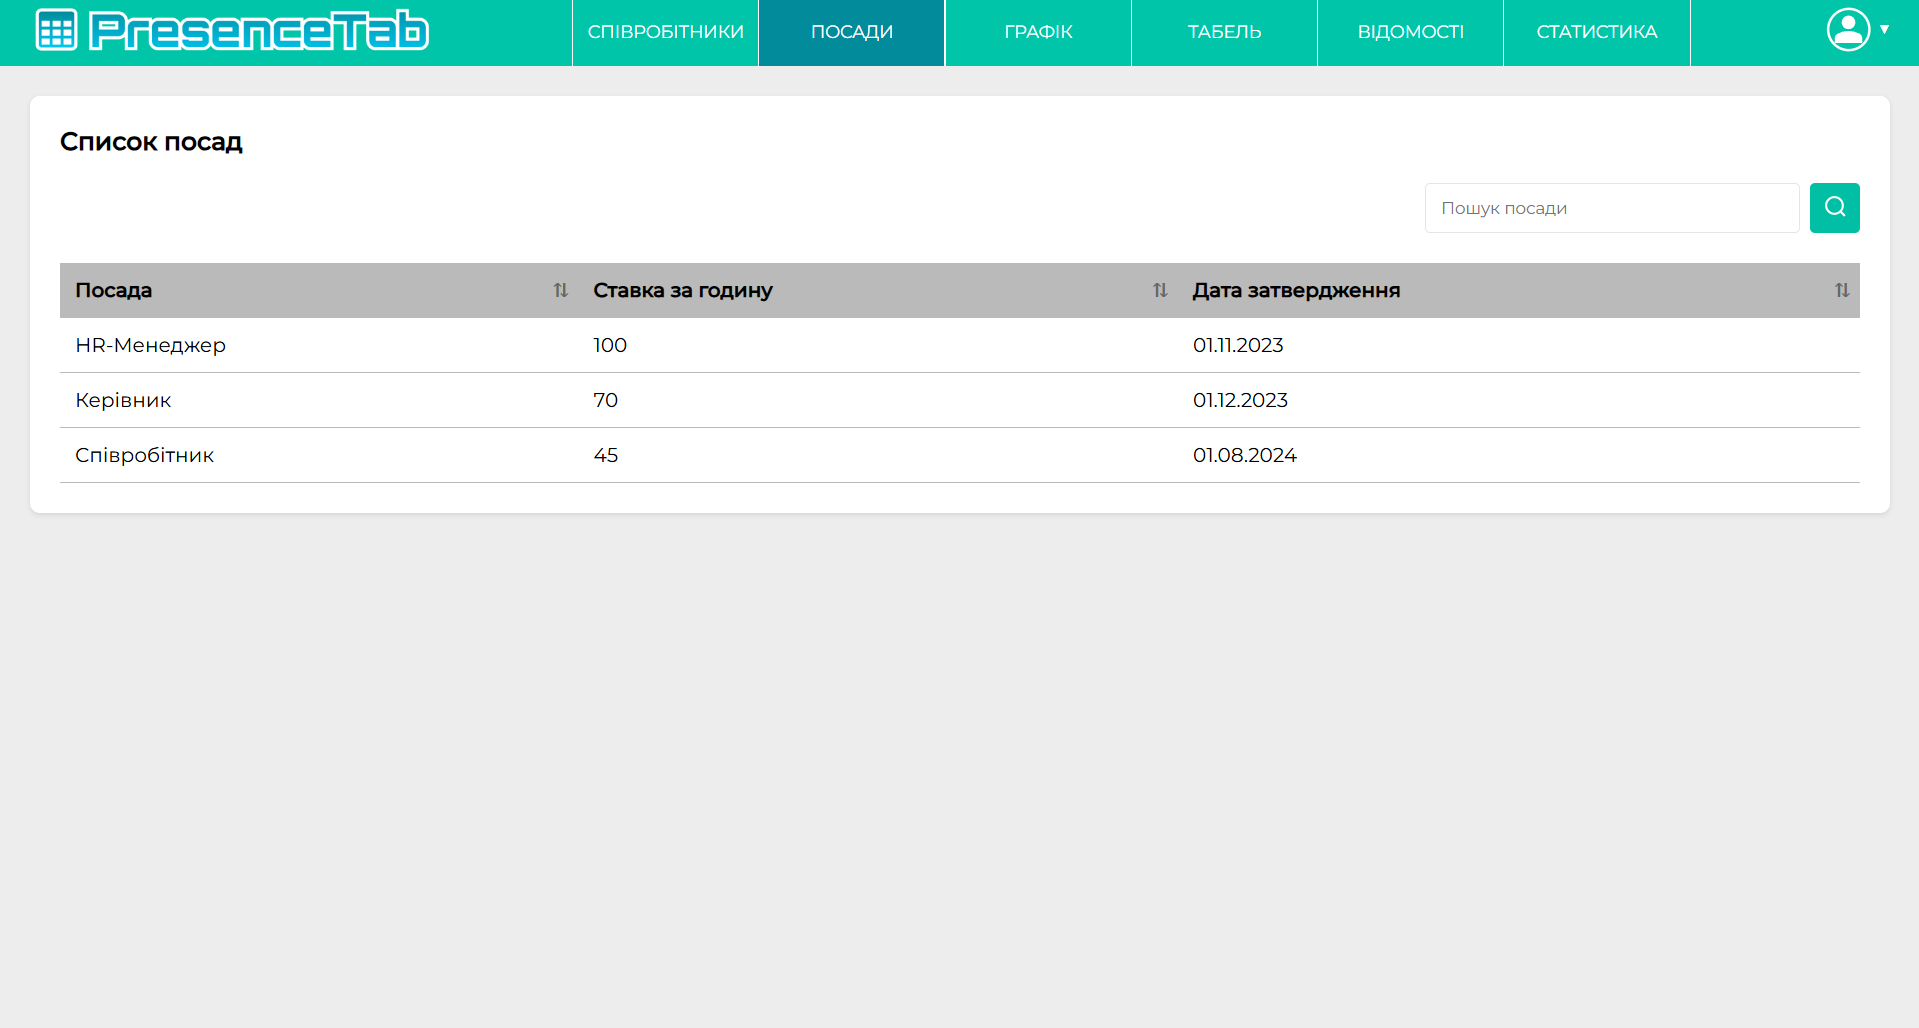 PresenceTab СПІВРОБІТНИКИ ПОСАДИ ГРАФІК ТАБЕЛЬ ВІДОМОСТІ СТАТИСТИКА
Список посад
Пошук посади
Посада Ставка за годину Дата затвердження
HR-Менеджер 100 01.11.2023
Керівник 70 01.12.2023
Співробітник 45 01.08.2024